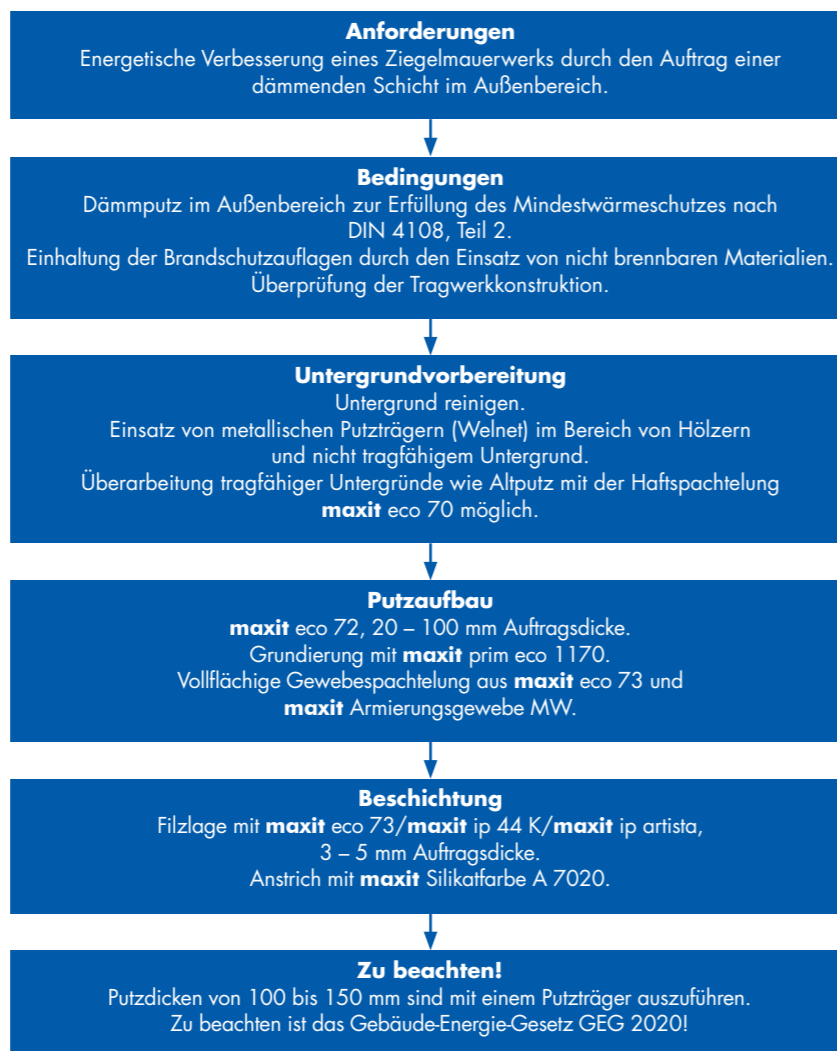 Anforderungen
Energetische Verbesserung eines Ziegelmauerwerks durch den Auftrag einer
dämmenden Schicht im Außenbereich.
Bedingungen
Dämmputz im Außenbereich zur Erfüllung des Mindestwärmeschutzes nach
DIN 4108, Teil 2.
Einhaltung der Brandschutzauflagen durch den Einsatz von nicht brennbaren Materialien.
Überprüfung der Tragwerkkonstruktion.
Untergrundvorbereitung
Untergrund reinigen.
Einsatz von metallischen Putzträgern (Welnet) im Bereich von Hölzern
und nicht tragfähigem Untergrund.
Überarbeitung tragfähiger Untergründe wie Altputz mit der Haftspachtelung
maxit eco 70 möglich.
Putzaufbau
maxit eco 72, 20 – 100 mm Auftragsdicke.
Grundierung mit maxit prim eco 1170.
Vollflächige Gewebespachtelung aus maxit eco 73 und
maxit Armierungsgewebe MW.
Beschichtung
Filzlage mit maxit eco 73/maxit ip 44 K/maxit ip artista,
3 – 5 mm Auftragsdicke.
Anstrich mit maxit Silikatfarbe A 7020.
Zu beachten!
Putzdicken von 100 bis 150 mm sind mit einem Putzträger auszuführen.
Zu beachten ist das Gebäude-Energie-Gesetz GEG 2020!